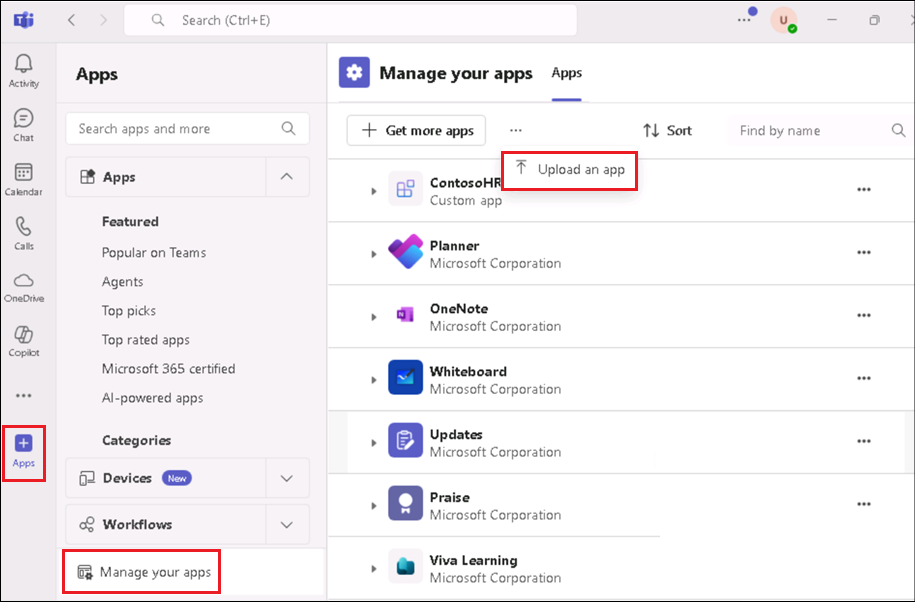 Search (Ctrl+E)
U
Activity
Chat
Calendar
Calls
OneDrive
Copilot
Apps
Apps
Search apps and more
Apps
Featured
Popular on Teams
Agents
Top picks
Top rated apps
Microsoft 365 certified
AI-powered apps
Categories
Devices New
Workflows
Manage your apps
Manage your apps Apps
Get more apps Sort Find by name
Upload an app
ContosoHR
Custom app
Planner
Microsoft Corporation
OneNote
Microsoft Corporation
Whiteboard
Microsoft Corporation
Updates
Microsoft Corporation
Praise
Microsoft Corporation
Viva Learning
Microsoft Corporation